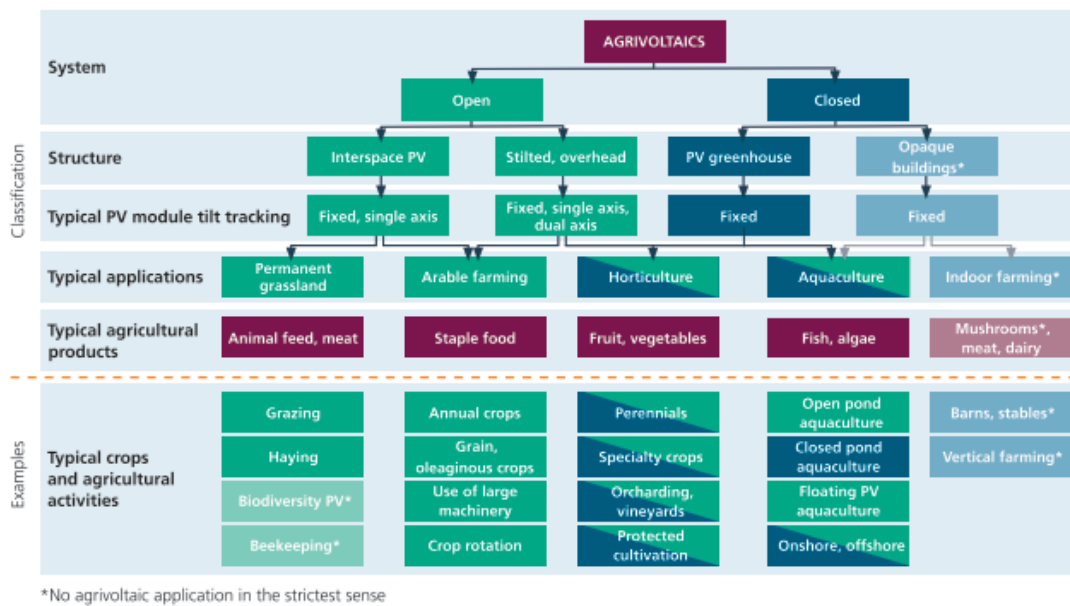 AGRIVOLTAICS
System
Open
Closed
Classification
Structure
Interspace PV
Stilted, overhead
PV greenhouse
Opaque
buildings*
Typical PV module tilt tracking
Fixed, single axis
Fixed, single axis,
dual axis
Fixed
Fixed
Typical applications
Permanent
grassland
Arable farming
Horticulture
Aquaculture
Indoor farming*
Typical agricultural
products
Animal feed, meat
Staple food
Fruit, vegetables
Fish, algae
Mushrooms*,
meat, dairy
Examples
Typical crops
and agricultural
activities
Grazing
Haying
Biodiversity PV*
Beekeeping*
Annual crops
Grain,
oleaginous crops
Use of large
machinery
Crop rotation
Perennials
Specialty crops
Orcharding,
vineyards
Protected
cultivation
Open pond
aquaculture
Closed pond
aquaculture
Floating PV
aquaculture
Onshore, offshore
Barns, stables*
Vertical farming*
*No agrivoltaic application in the strictest sense